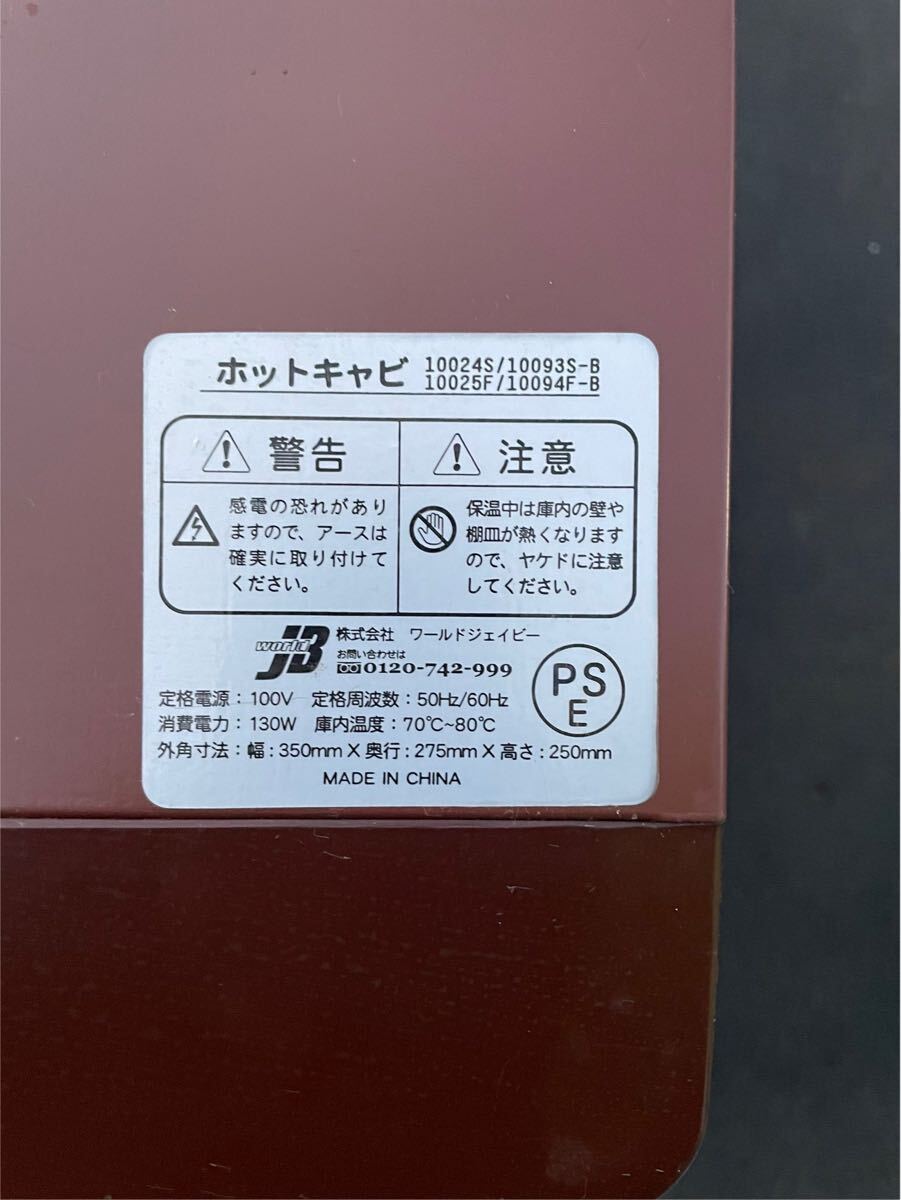 ホットキャビ 10024S/10093S-B
10025F/10094F-B
警告
感電の恐れがあり
ますので、アースは
確実に取り付けて
ください。
注意
保温中は庫内の壁や
棚皿が熱くなります
ので、ヤケドに注意
してください。
JB world 株式会社 ワールドジェイビー
お問い合わせは
0120-742-999
定格電源：100V 定格周波数：50Hz/60Hz
消費電力：130W 庫内温度：70℃~80℃
外角寸法：幅：350mm X 奥行：275mm X 高さ：250mm
MADE IN CHINA
PS
E